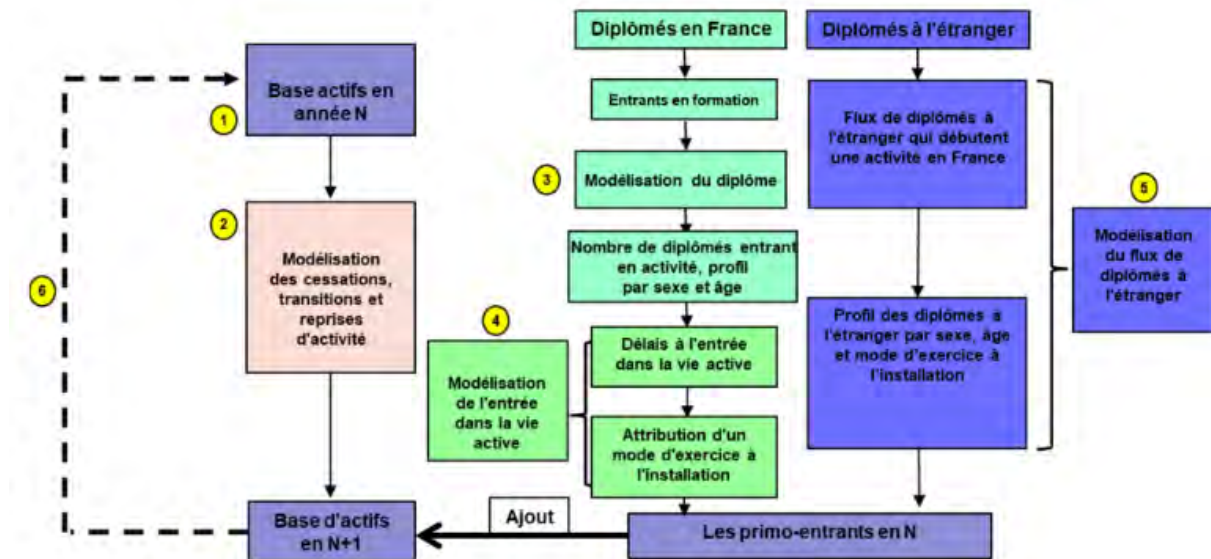 Diplômés en France
Diplômés à l'étranger
Base actifs en
année N
1
Entrants en formation
Flux de diplômés à
l'étranger qui débutent
une activité en France
3
Modélisation du diplôme
5
2
Modélisation
des cessations,
transitions et
reprises
d'activité
Nombre de diplômés entrant
en activité, profil
par sexe et âge
Modélisation
du flux de
diplômés à
l'étranger
6
4
Profil des diplômes à
l'étranger par sexe, âge
et mode d'exercice à
l'installation
Délais à l'entrée
dans la vie active
Modélisation
de l'entrée
dans la vie
active
Attribution d'un
mode d'exercice à
l'installation
Base d'actifs
en N+1
Ajout
Les primo-entrants en N